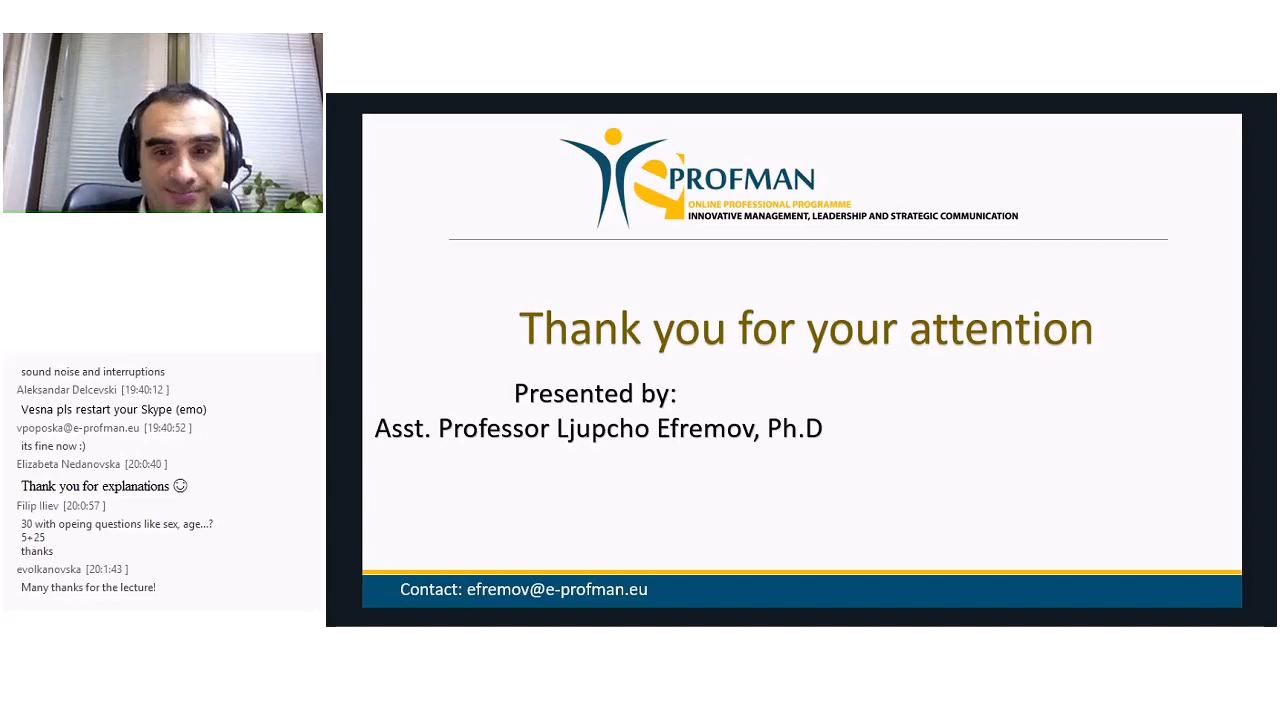 PROFMAN
ONLINE PROFESSIONAL PROGRAMME
INNOVATIVE MANAGEMENT, LEADERSHIP AND STRATEGIC COMMUNICATION
Thank you for your attention
Presented by:
Asst. Professor Ljupcho Efremov, Ph.D
Contact: efremov@e-profman.eu
sound noise and interruptions
Aleksandar Delcevski [19:40:12 ]
Vesna pls restart your Skype (emo)
vpoposka@e-profman.eu [19:40:52 ]
its fine now :)
Elizabeta Nedanovska [20:0:40 ]
Thank you for explanations ☺
Filip Iliev [20:0:57 ]
30 with opeing questions like sex, age...?
5+25
thanks
evolkanovska [20:1:43 ]
Many thanks for the lecture!